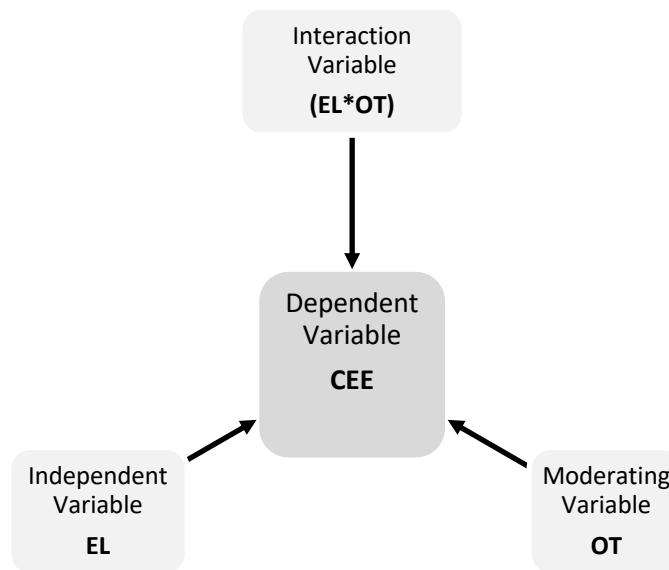 Interaction
Variable
(EL*OT)
Dependent
Variable
CEE
Independent
Variable
EL
Moderating
Variable
OT